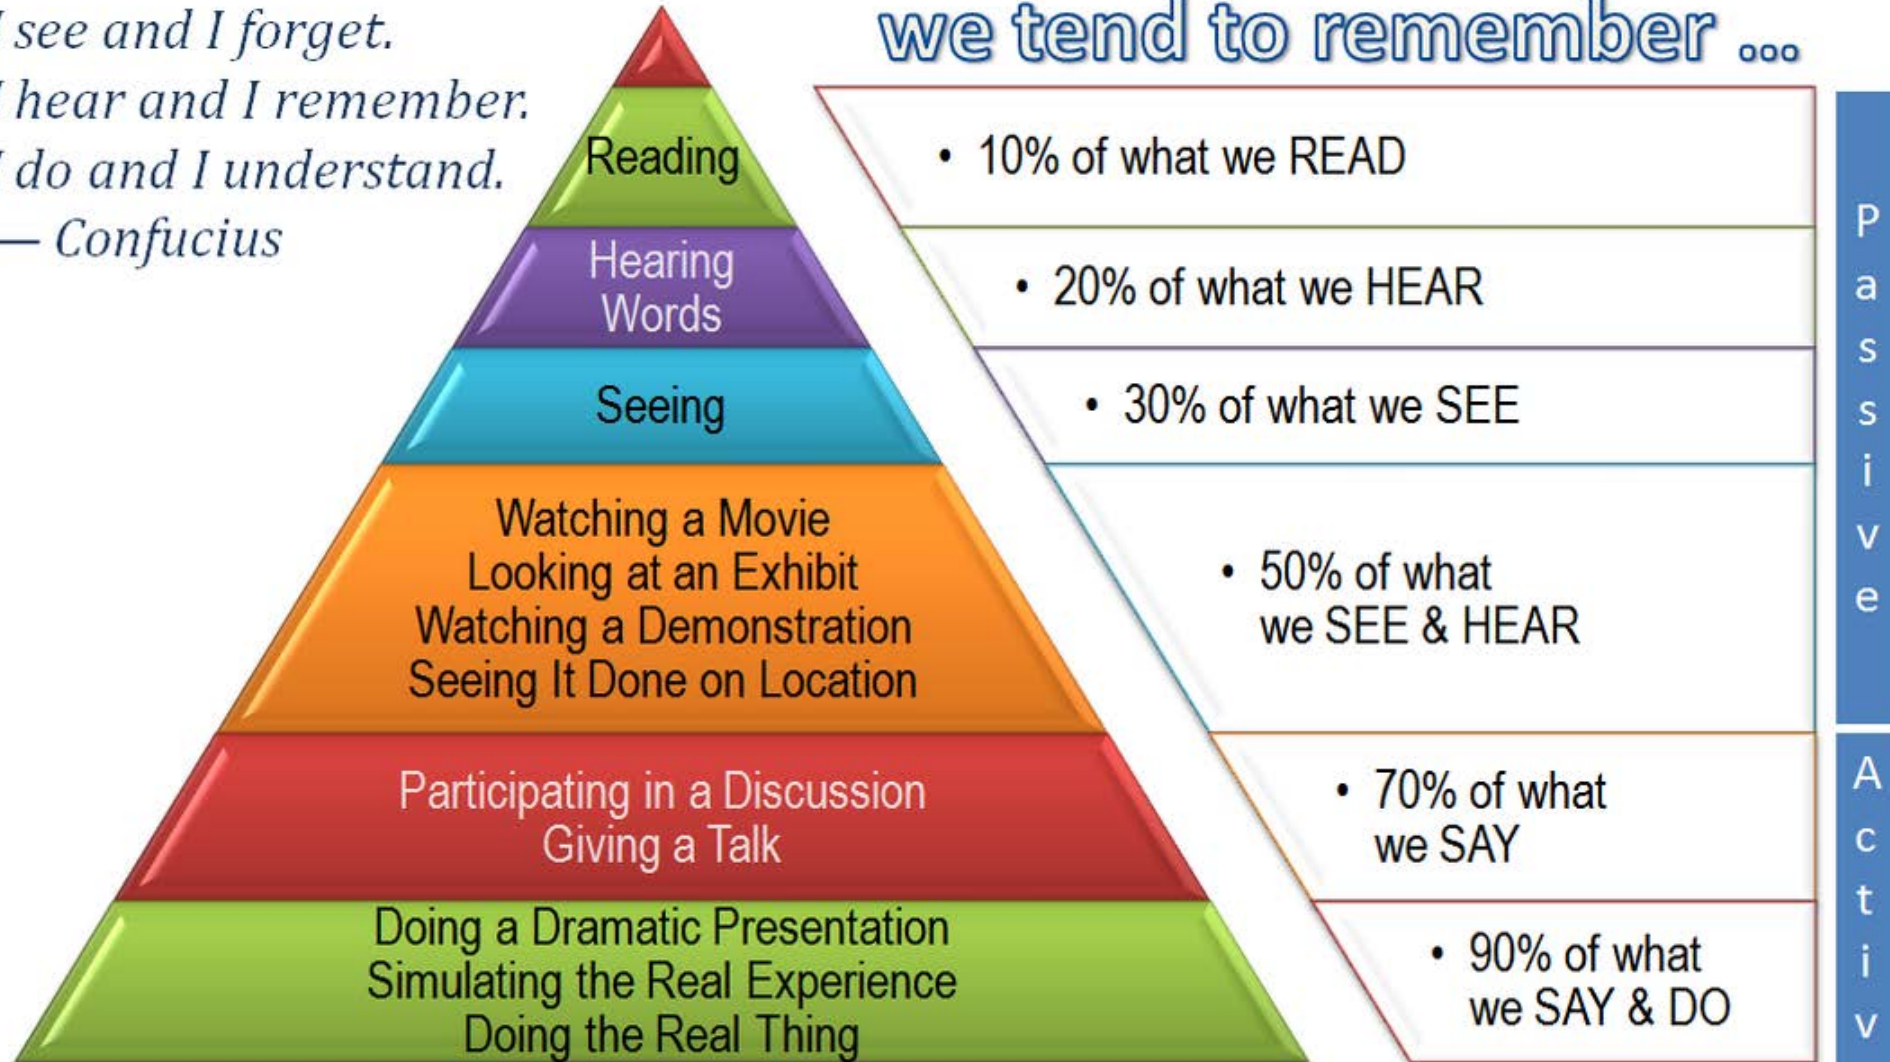 I see and I forget.
I hear and I remember.
I do and I understand.
— Confucius
we tend to remember ...
Reading
• 10% of what we READ
Hearing
Words
• 20% of what we HEAR
Seeing
• 30% of what we SEE
Watching a Movie
Looking at an Exhibit
Watching a Demonstration
Seeing It Done on Location
• 50% of what
we SEE & HEAR
Participating in a Discussion
Giving a Talk
• 70% of what
we SAY
Doing a Dramatic Presentation
Simulating the Real Experience
Doing the Real Thing
• 90% of what
we SAY & DO
Passive
Activ